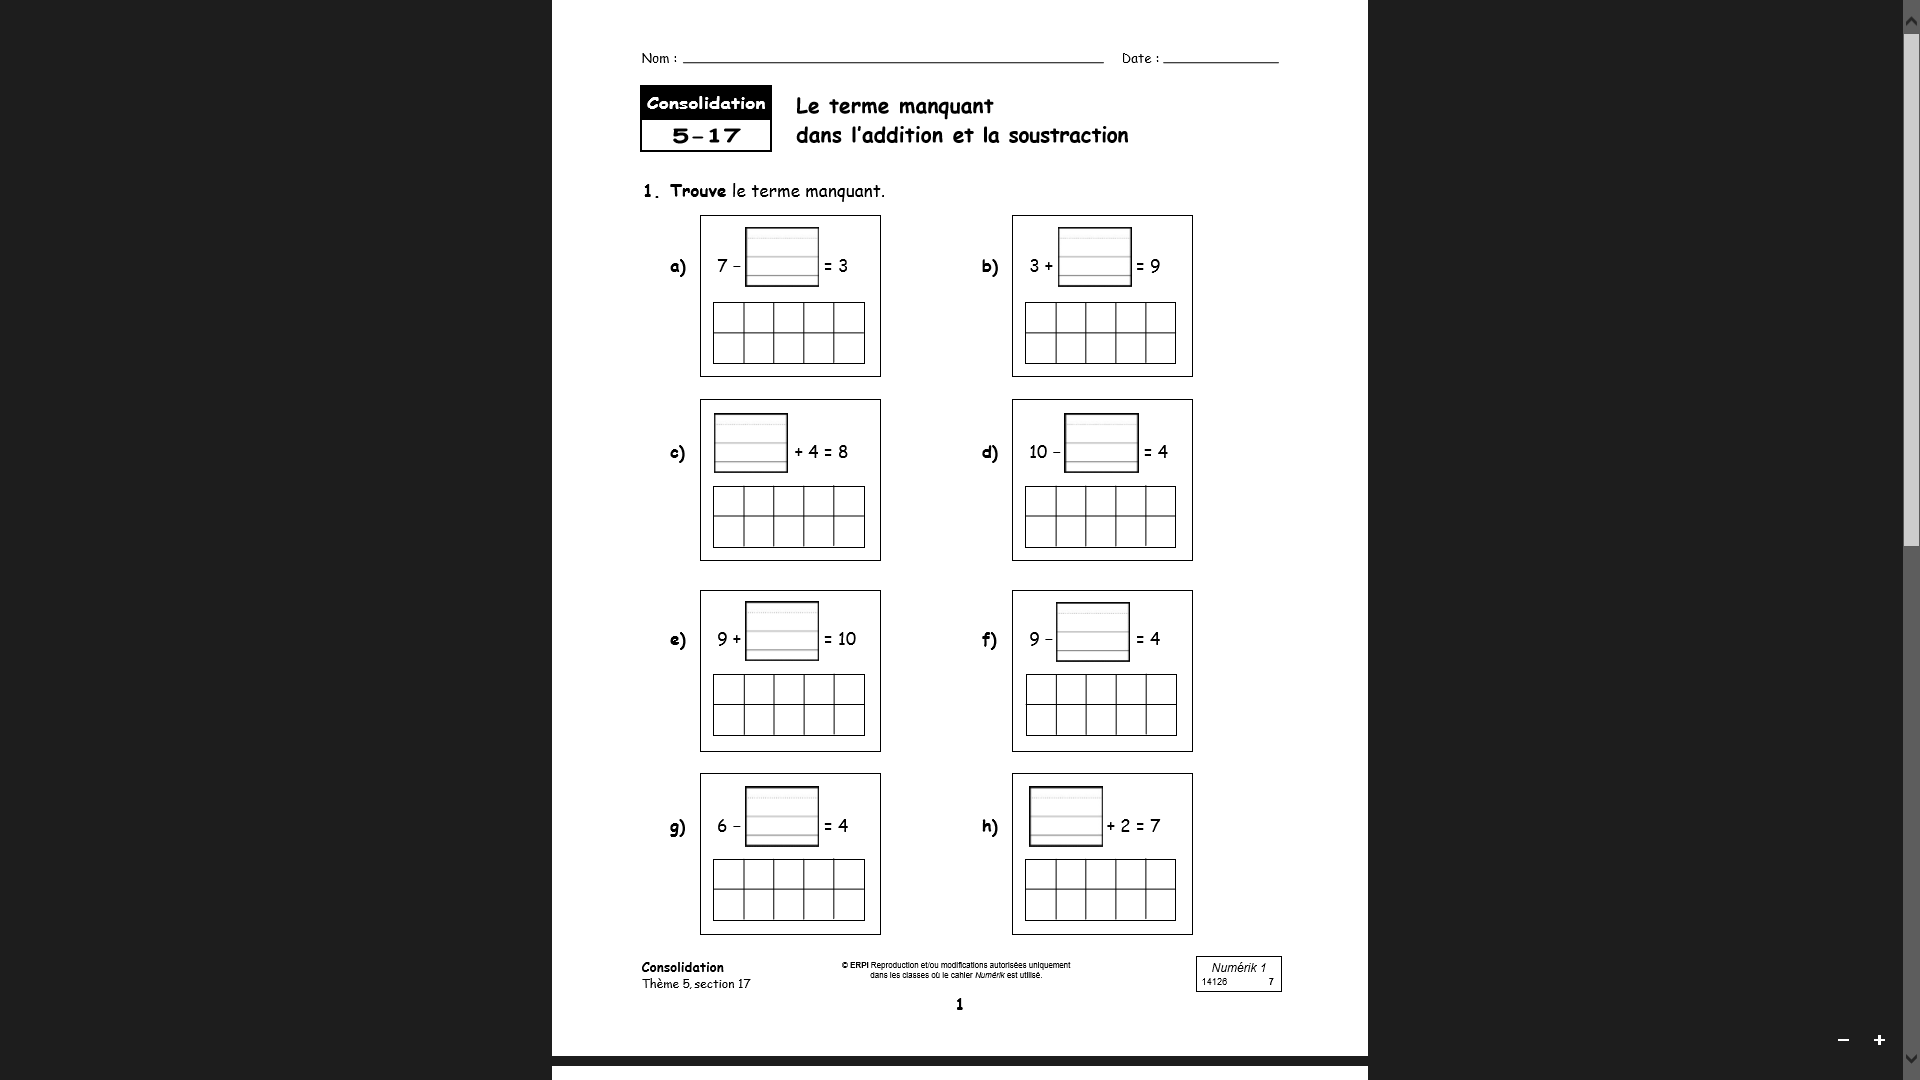 Nom : Date :
Consolidation
5-17
Le terme manquant
dans l'addition et la soustraction
1. Trouve le terme manquant.
a) 7 – = 3
b) 3 + = 9
c) + 4 = 8
d) 10 – = 4
e) 9 + = 10
f) 9 – = 4
g) 6 – = 4
h) + 2 = 7
Consolidation
Thème 5, section 17
© ERPI Reproduction et/ou modifications autorisées uniquement
dans les classes où le cahier Numérik est utilisé.
Numérik 1
14126 7
1